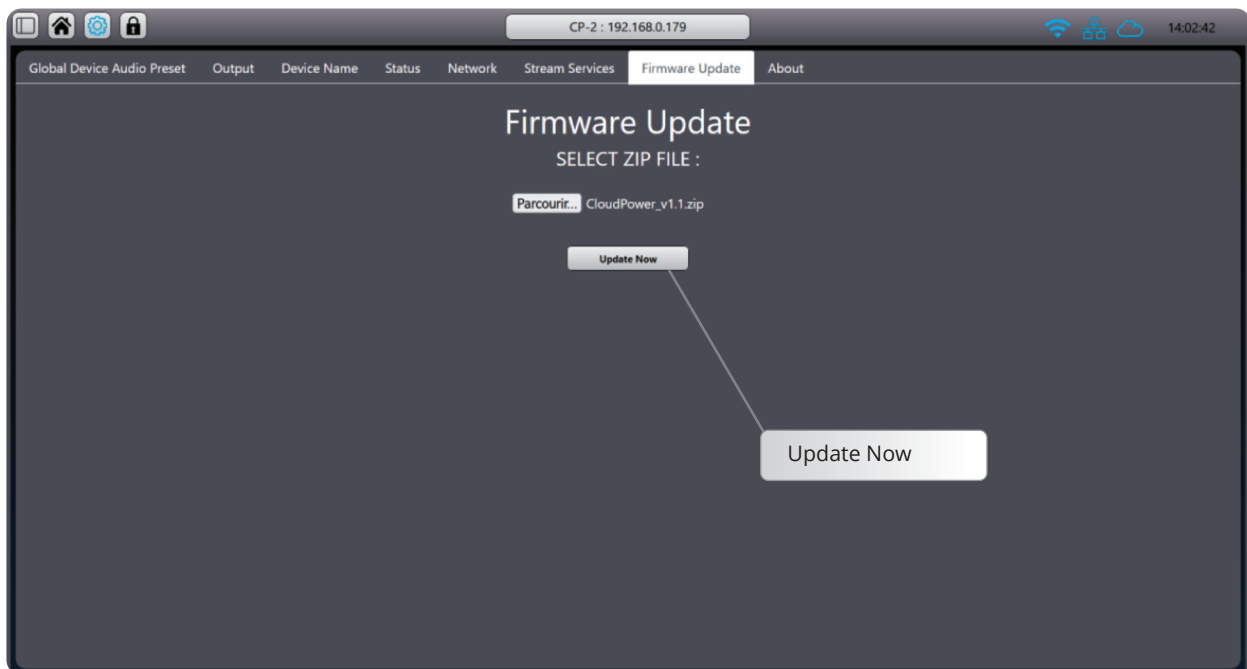 CP-2 : 192.168.0.179
14:02:42
Global Device Audio Preset Output Device Name Status Network Stream Services Firmware Update About
Firmware Update
SELECT ZIP FILE :
Parcourir... CloudPower_v1.1.zip
Update Now
Update Now